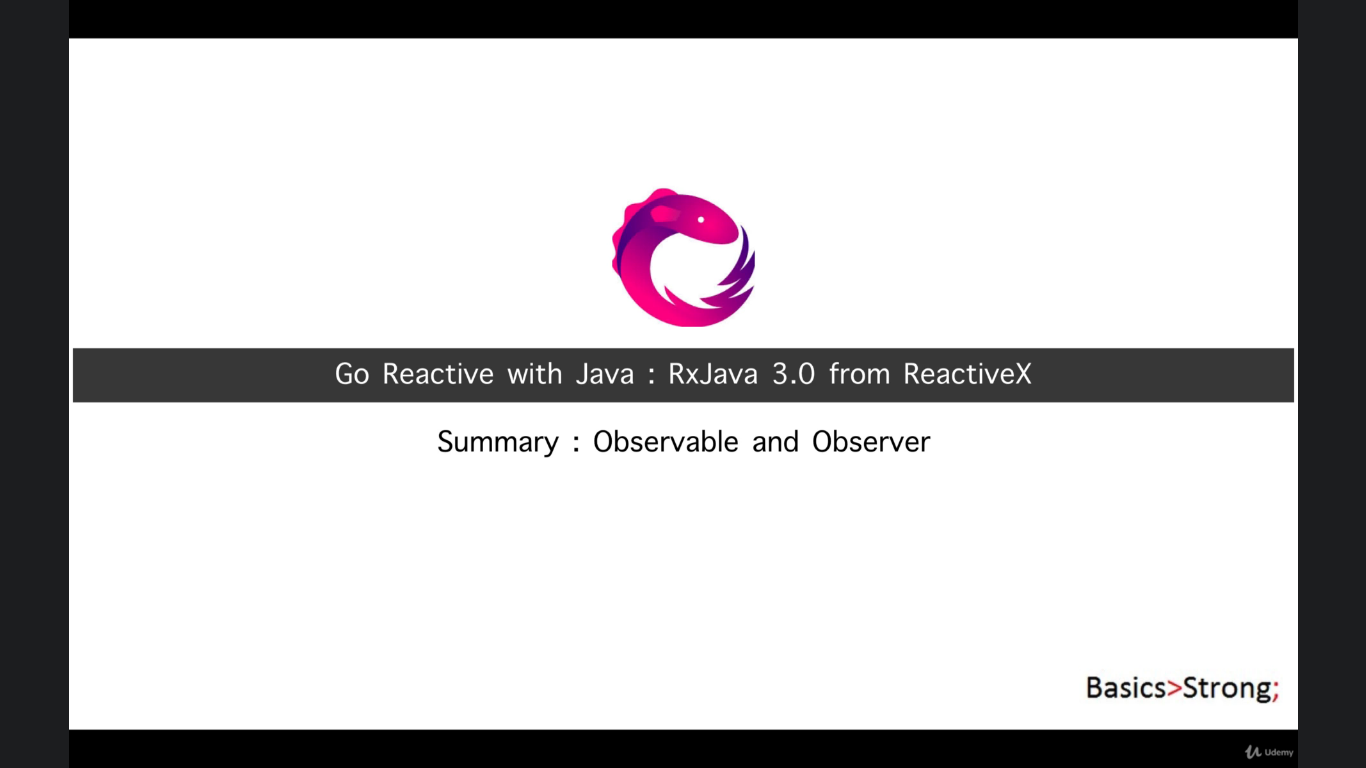 Go Reactive with Java : RxJava 3.0 from ReactiveX
Summary : Observable and Observer
Basics>Strong;
Udemy